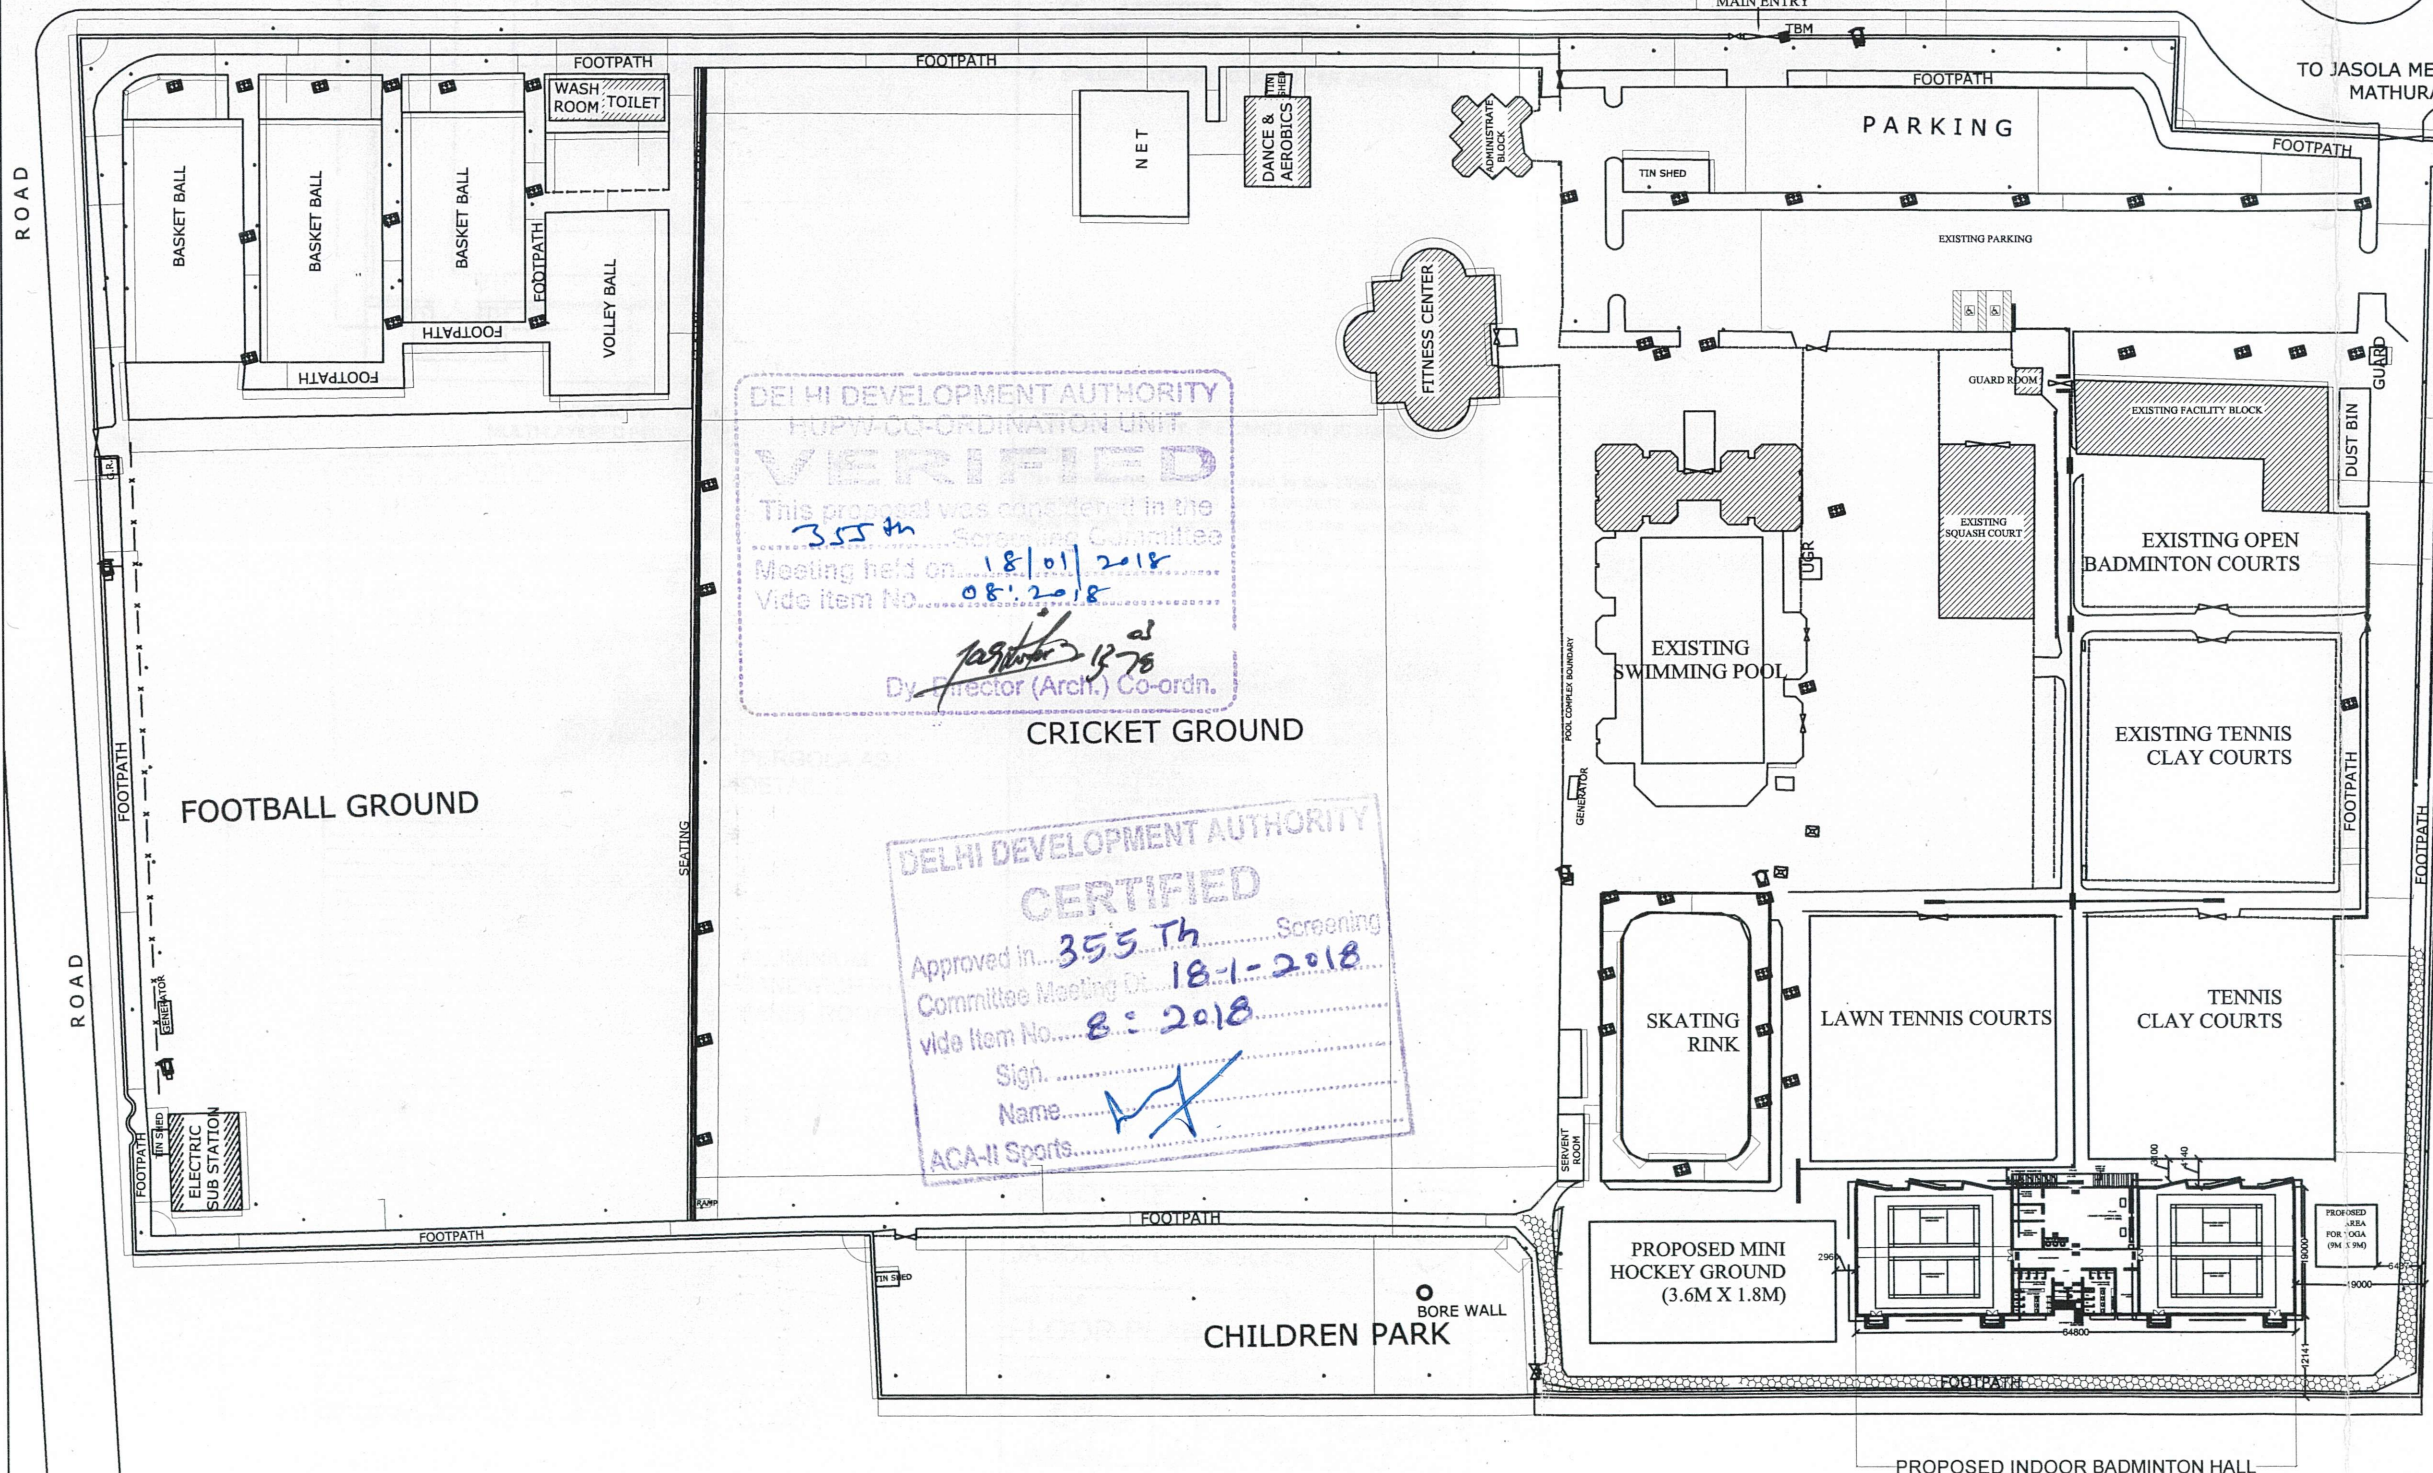 MAIN ENTRY
TBM
TO JASOLA ME
MATHURA
FOOTPATH
FOOTPATH
FOOTPATH
FOOTPATH
WASH
ROOM
TOILET
TIN
SHED
DANCE &
AEROBICS
NET
ADMINISTRATE
BLOCK
PARKING
TIN SHED
EXISTING PARKING
ROAD
BASKET BALL
BASKET BALL
BASKET BALL
FOOTPATH
VOLLEY BALL
FOOTPATH
FOOTPATH
FITNESS CENTER
GUARD ROOM
GUARD
EXISTING FACILITY BLOCK
DUST BIN
DELHI DEVELOPMENT AUTHORITY
HUPW-CO-ORDINATION UNIT
VERIFIED
This proposal was considered in the
355th Screening Committee
Meeting held on 18/01/2018
Vide Item No. 08:2018
Dy. Director (Arch.) Co-ordn.
G.R.
EXISTING
SQUASH COURT
EXISTING OPEN
BADMINTON COURTS
UGR
EXISTING
SWIMMING POOL
POOL COMPLEX BOUNDARY
GENERATOR
EXISTING TENNIS
CLAY COURTS
FOOTPATH
FOOTPATH
CRICKET GROUND
FOOTBALL GROUND
FOOTPATH
SEATING
DELHI DEVELOPMENT AUTHORITY
CERTIFIED
Approved in 355 Th Screening
Committee Meeting Dt. 18-1-2018
vide Item No. 8:2018
Sign.
Name
ACA-II Sports
ROAD
GENERATOR
SKATING
RINK
LAWN TENNIS COURTS
TENNIS
CLAY COURTS
TIN SHED
FOOTPATH
ELECTRIC
SUB STATION
SERVENT
ROOM
RAMP
FOOTPATH
FOOTPATH
TIN SHED
BORE WALL
CHILDREN PARK
PROPOSED MINI
HOCKEY GROUND
(3.6M X 1.8M)
PROPOSED
AREA
FOR YOGA
(9M X 9M)
19000
19000
64800
12141
FOOTPATH
PROPOSED INDOOR BADMINTON HALL